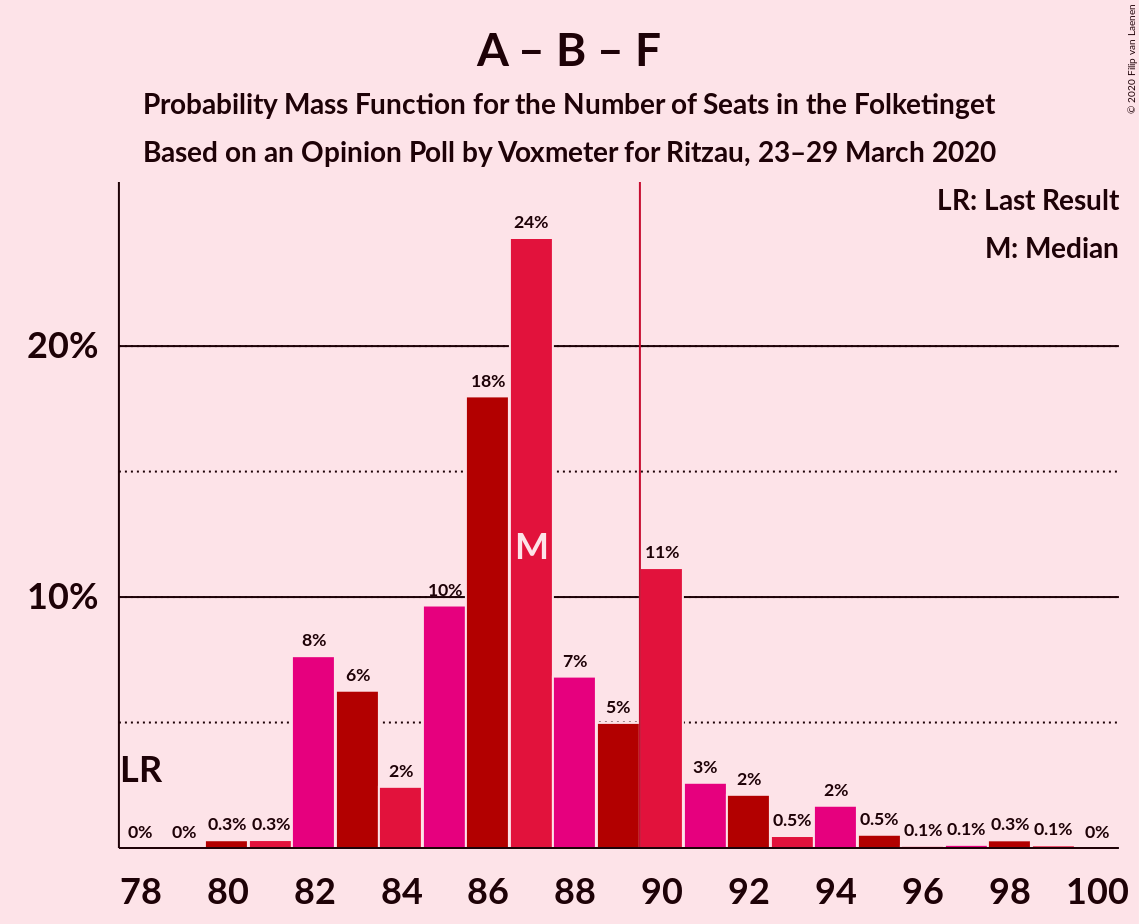 A – B – F
Probability Mass Function for the Number of Seats in the Folketinget
Based on an Opinion Poll by Voxmeter for Ritzau, 23–29 March 2020
© 2020 Filip van Laenen
LR: Last Result
M: Median
20%
10%
LR
M
0% 0% 0.3% 0.3% 8% 6% 2% 10% 18% 24% 7% 5% 11% 3% 2% 0.5% 2% 0.5% 0.1% 0.1% 0.3% 0.1% 0%
78 80 82 84 86 88 90 92 94 96 98 100